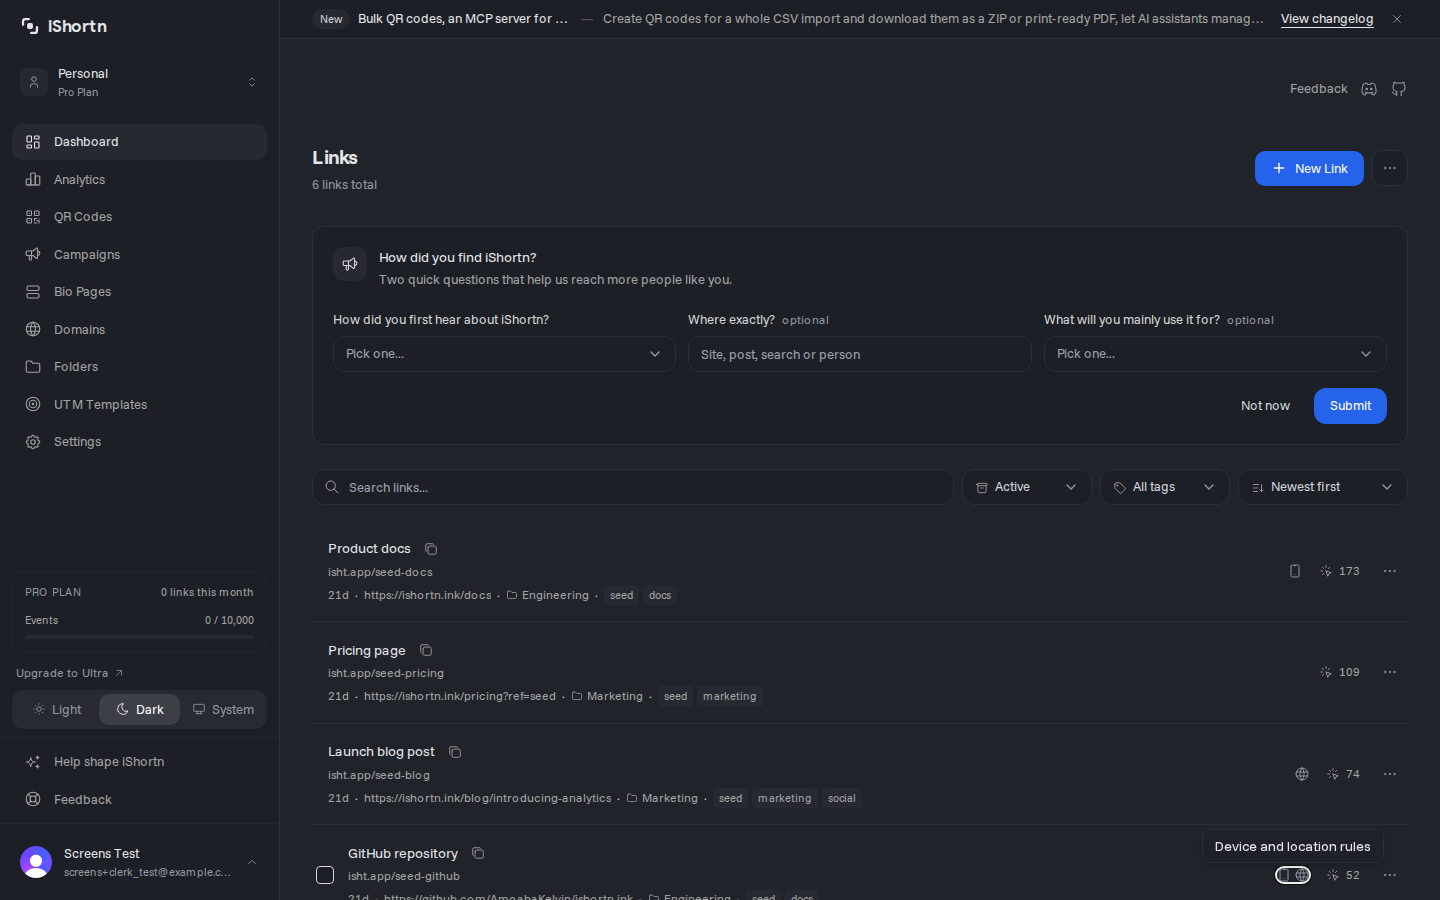 iShortn
Personal
Pro Plan
Dashboard
Analytics
QR Codes
Campaigns
Bio Pages
Domains
Folders
UTM Templates
Settings
PRO PLAN 0 links this month
Events 0 / 10,000
Upgrade to Ultra
Light Dark System
Help shape iShortn
Feedback
Screens Test
screens+clerk_test@example.c...
New Bulk QR codes, an MCP server for ... — Create QR codes for a whole CSV import and download them as a ZIP or print-ready PDF, let AI assistants manag... View changelog
Feedback
Links
6 links total
New Link
How did you find iShortn?
Two quick questions that help us reach more people like you.
How did you first hear about iShortn? Where exactly? optional What will you mainly use it for? optional
Pick one... Site, post, search or person Pick one...
Not now Submit
Search links... Active All tags Newest first
Product docs
isht.app/seed-docs
173
21d · https://ishortn.ink/docs · Engineering · seed docs
Pricing page
isht.app/seed-pricing
109
21d · https://ishortn.ink/pricing?ref=seed · Marketing · seed marketing
Launch blog post
isht.app/seed-blog
74
21d · https://ishortn.ink/blog/introducing-analytics · Marketing · seed marketing social
Device and location rules
GitHub repository
isht.app/seed-github
52
21d · https://github.com/AmoabaKelvin/ishortn.ink · Engineering · seed docs